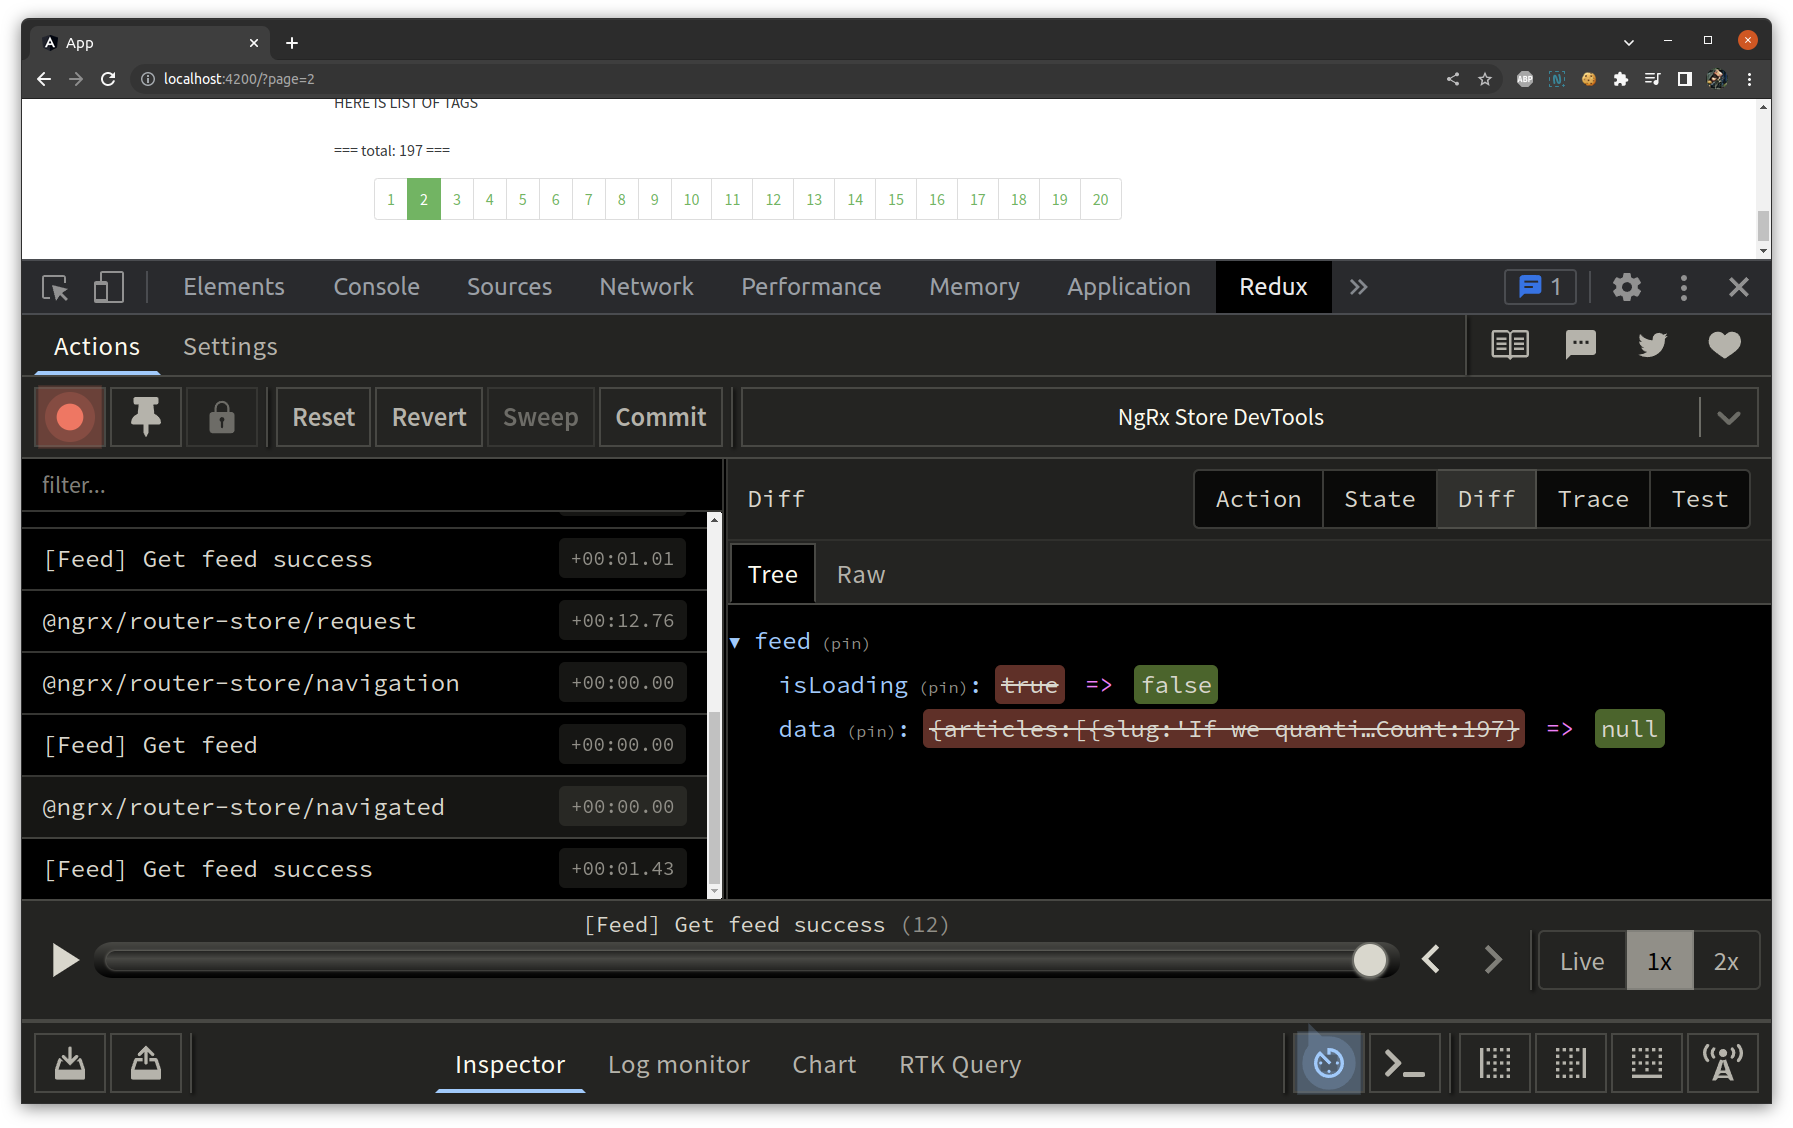 App
localhost:4200/?page=2
ABP
HERE IS LIST OF TAGS
=== total: 197 ===
1 2 3 4 5 6 7 8 9 10 11 12 13 14 15 16 17 18 19 20
Elements Console Sources Network Performance Memory Application Redux 1
Actions Settings
Reset Revert Sweep Commit NgRx Store DevTools
filter...
Diff Action State Diff Trace Test
[Feed] Get feed success +00:01.01
Tree Raw
@ngrx/router-store/request +00:12.76
feed (pin)
@ngrx/router-store/navigation +00:00.00
isLoading (pin): true => false
data (pin): {articles:[{slug:'If we quanti…Count:197} => null
[Feed] Get feed +00:00.00
@ngrx/router-store/navigated +00:00.00
[Feed] Get feed success +00:01.43
[Feed] Get feed success (12)
Live 1x 2x
Inspector Log monitor Chart RTK Query